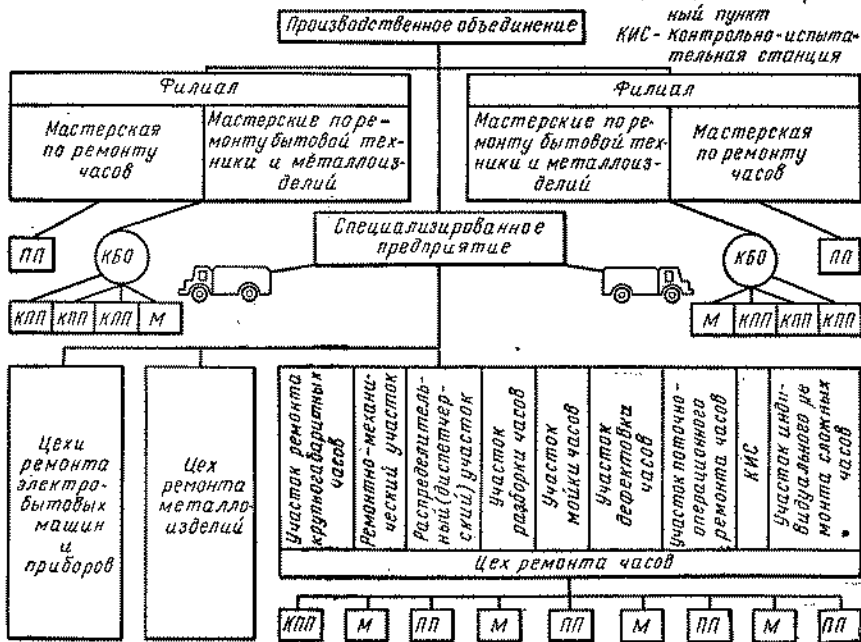 Производственное объединение
ный пункт
КИС - контрольно-испыта-
тельная станция
Филиал
Мастерская
по ремонту
часов
Мастерские по ре-
монту бытовой тех-
ники и металлоиз-
делий
Филиал
Мастерские по ре-
монту бытовой тех-
ники и металлоиз-
делий
Мастерская
по ремонту
часов
Специализированное
предприятие
ПП
КБО
КБО
ПП
КПП КПП КПП М
М КПП КПП КПП
Цехи
ремонта
электро-
бытовых
машин
и
приборов
Цех
ремонта
металло-
изделий
Участок ремонта
крупногабаритных
часов
Ремонтно-механи-
ческий участок
Распределитель-
ный (диспетчер-
ский) участок
Участок
разборки часов
Участок
мойки часов
Участок
дефектовки
часов
Участок поточно-
операционного
ремонта часов
КИС
Участок инди-
видуального ре
монта сложных
часов
Цех ремонта часов
КПП М ПП М ПП М ПП М ПП